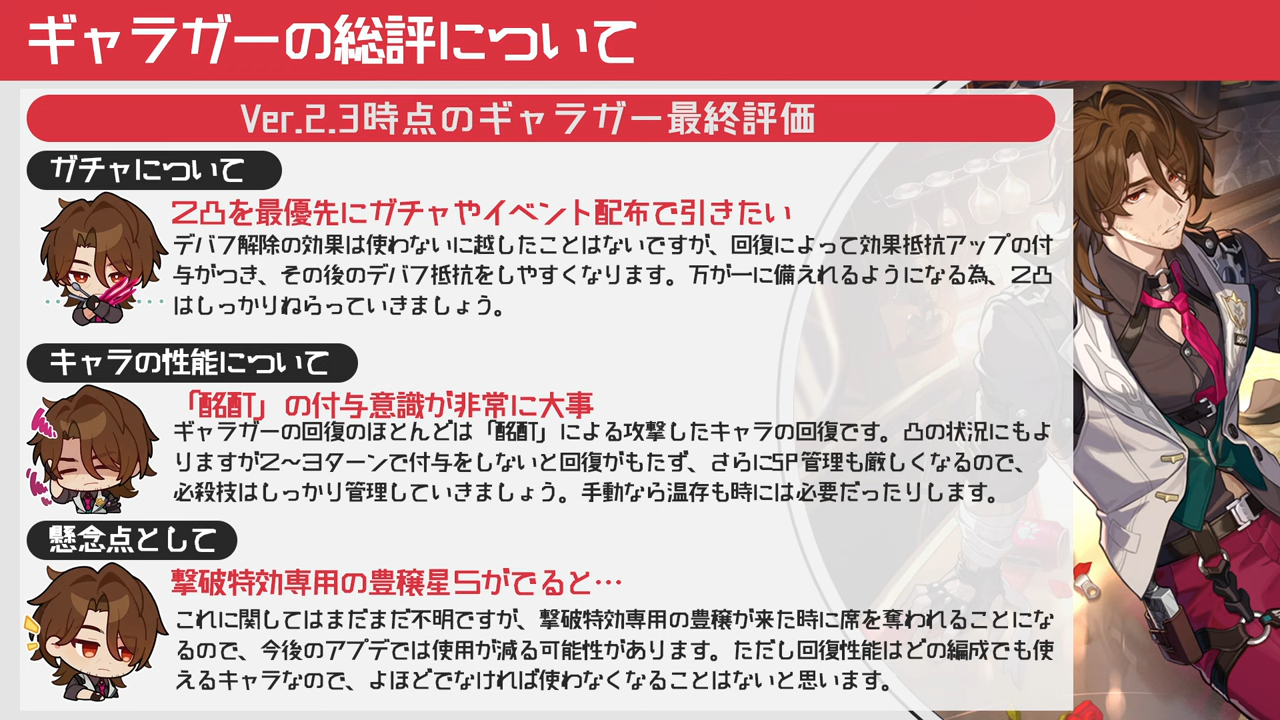 ギャラガーの総評について
Ver.2.3時点のギャラガー最終評価
ガチャについて
2凸を最優先にガチャやイベント配布で引きたい
デバフ解除の効果は使わないに越したことはないですが、回復によって効果抵抗アップの付
与がつき、その後のデバフ抵抗をしやすくなります。万が一に備えれるようになる為、2凸
はしっかりねらっていきましょう。
キャラの性能について
「酩酊」の付与意識が非常に大事
ギャラガーの回復のほとんどは「酩酊」による攻撃したキャラの回復です。凸の状況にもよ
りますが2～3ターンで付与をしないと回復がもたず、さらにSP管理も厳しくなるので、
必殺技はしっかり管理していきましょう。手動なら温存も時には必要だったりします。
懸念点として
撃破特効専用の豊穣星5がでると…
これに関してはまだまだ不明ですが、撃破特効専用の豊穣が来た時に席を奪われることにな
るので、今後のアプデでは使用が減る可能性があります。ただし回復性能はどの編成でも使
えるキャラなので、よほどでなければ使わなくなることはないと思います。